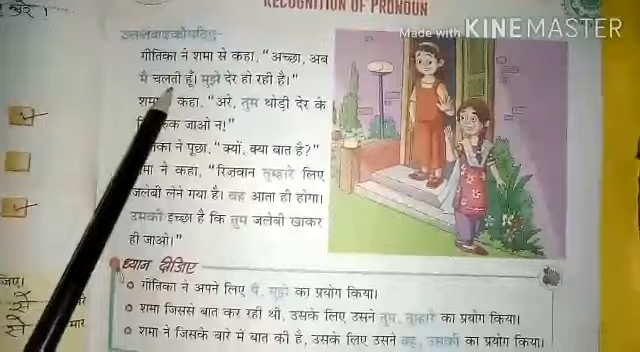 RECOGNITION OF PRONOUN
Made with KINEMASTER
गीतिका ने शमा से कहा, “अच्छा, अब
मैं चलती हूँ। मुझे देर हो रही है।”
कहा, “अरे, तुम थोड़ी देर के
रुक जाओ न!”
ने पूछा, “क्यों, क्या बात है?”
ने कहा, “रिज़वान तुम्हारे लिए
जलेबी लेने गया है। वह आता ही होगा।
उसकी इच्छा है कि तुम जलेबी खाकर
ही जाओ।”
ध्यान दीजिए
गीतिका ने अपने लिए मैं, मुझे का प्रयोग किया।
शमा जिससे बात कर रही थी, उसके लिए उसने तुम, तुम्हारे का प्रयोग किया।
शमा ने जिसके बारे में बात की है, उसके लिए उसने वह, उसकी का प्रयोग किया।